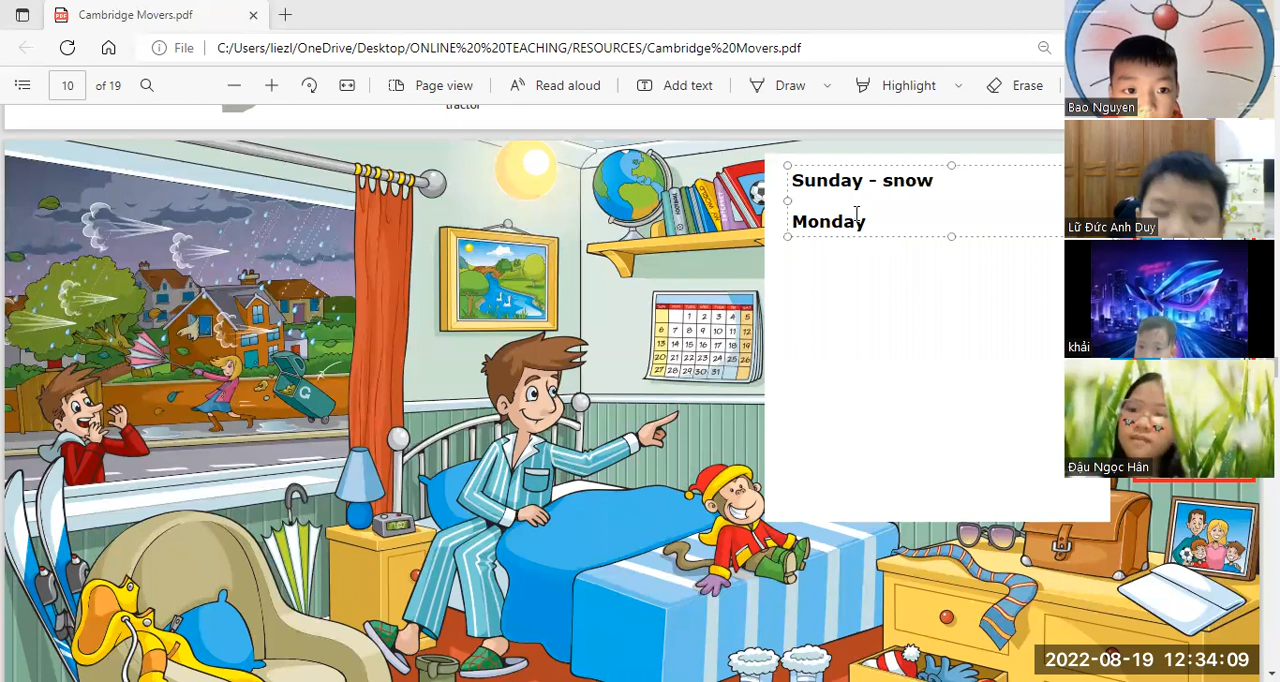 Cambridge Movers.pdf
File
C:/Users/liezl/OneDrive/Desktop/ONLINE%20%20TEACHING/RESOURCES/Cambridge%20Movers.pdf
10 of 19
Page view
Read aloud
Add text
Draw
Highlight
Erase
tractor
Sunday - snow
Monday
Bao Nguyen
Lữ Đức Anh Duy
khải
Đậu Ngọc Hân
2022-08-19 12:34:09